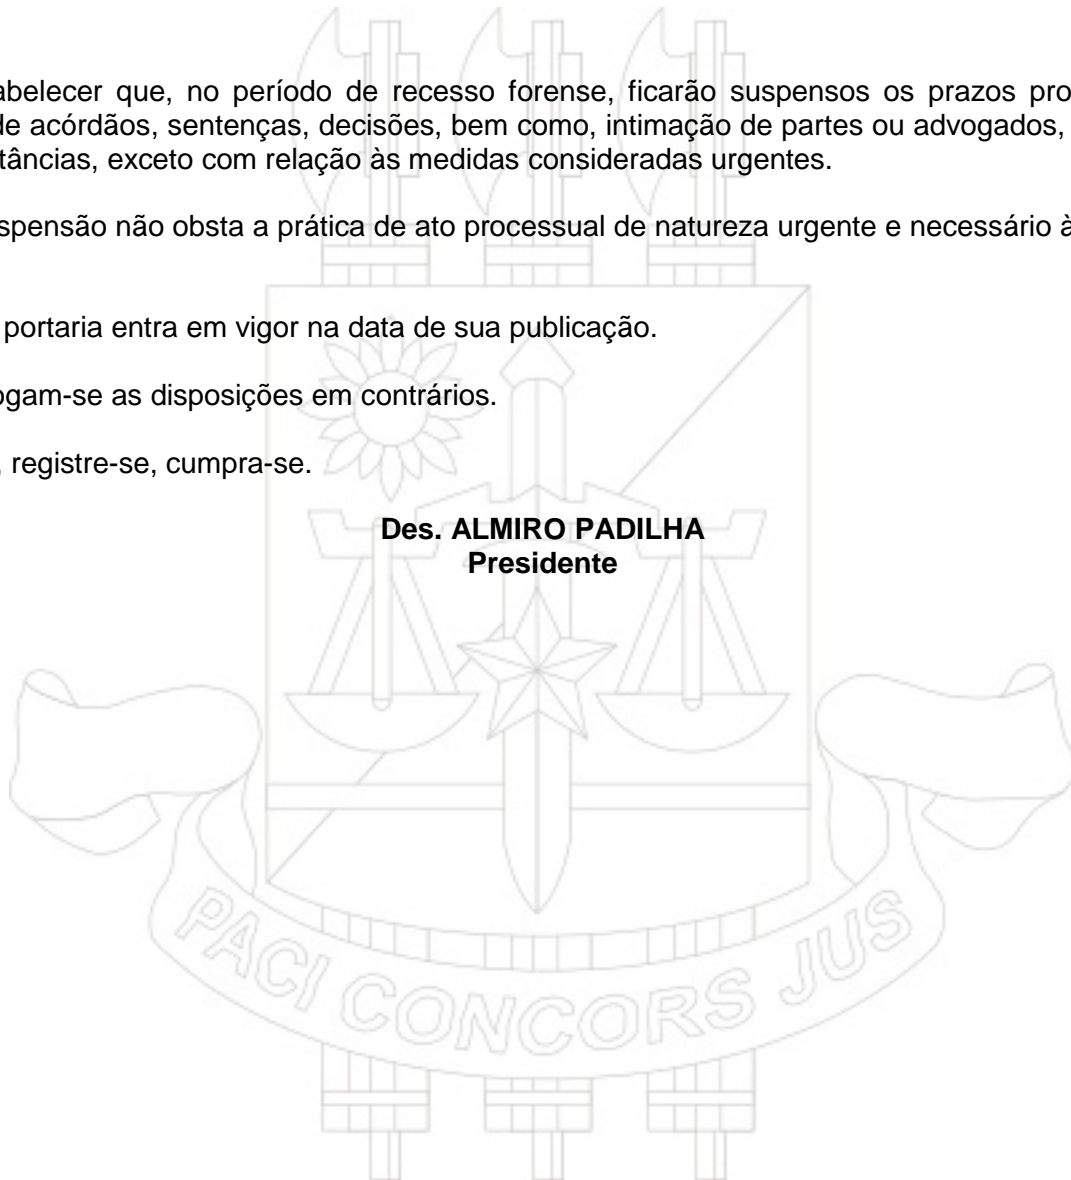 abelecer que, no período de recesso forense, ficarão suspensos os prazos pro
de acórdãos, sentenças, decisões, bem como, intimação de partes ou advogados,
tâncias, exceto com relação às medidas consideradas urgentes.
spensão não obsta a prática de ato processual de natureza urgente e necessário à
portaria entra em vigor na data de sua publicação.
ogam-se as disposições em contrários.
, registre-se, cumpra-se.
Des. ALMIRO PADILHA
Presidente
PACI CONCORS JUS